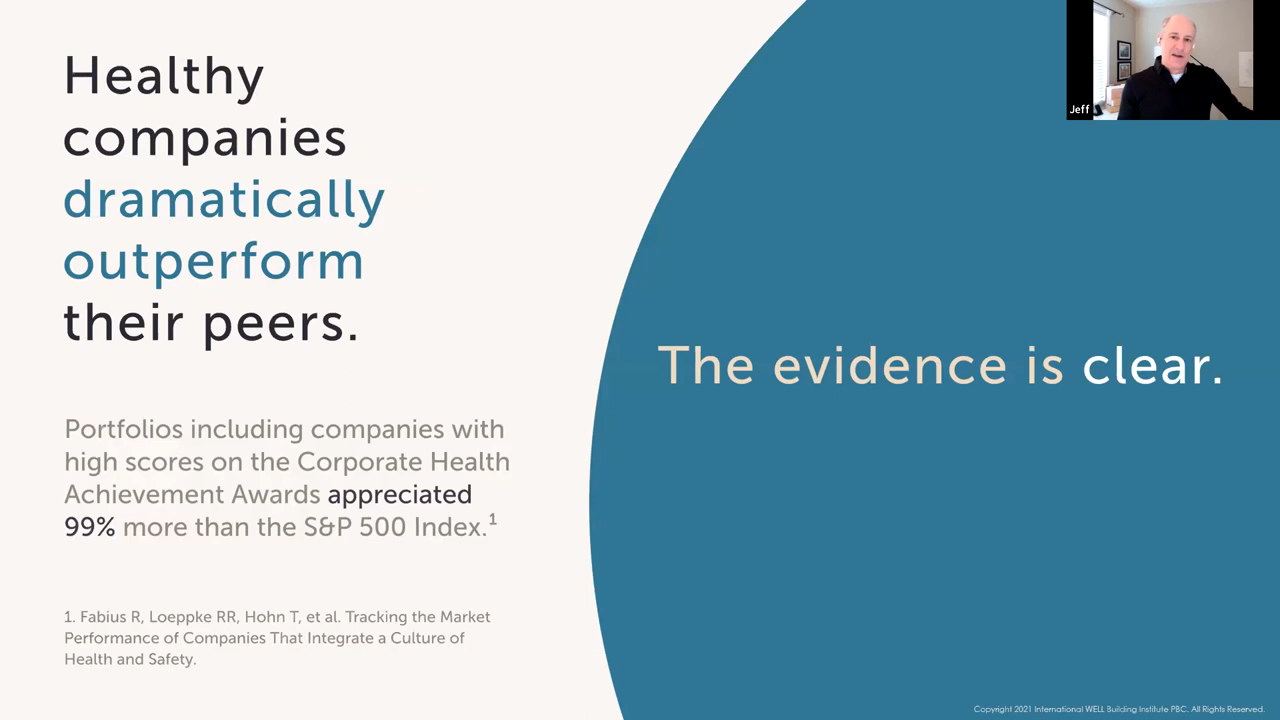 Healthy
companies
dramatically
outperform
their peers.
Portfolios including companies with
high scores on the Corporate Health
Achievement Awards appreciated
99% more than the S&P 500 Index.¹
1. Fabius R, Loeppke RR, Hohn T, et al. Tracking the Market
Performance of Companies That Integrate a Culture of
Health and Safety.
The evidence is clear.
Jeff
Copyright 2021 International WELL Building Institute PBC. All Rights Reserved.